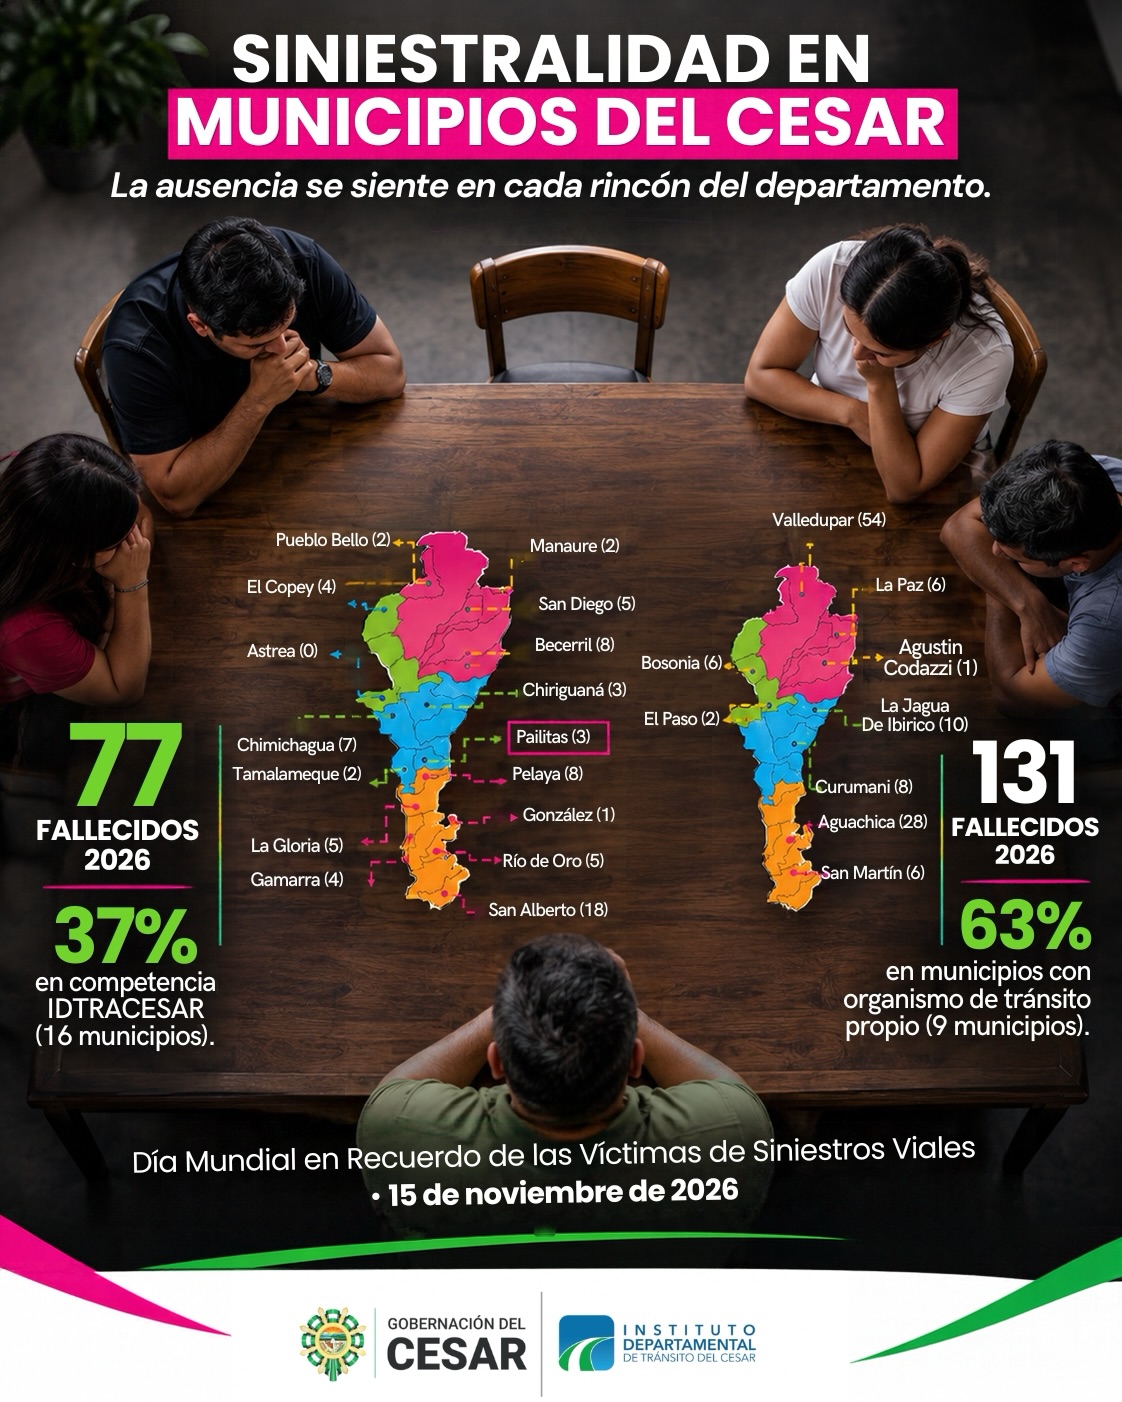 SINIESTRALIDAD EN
MUNICIPIOS DEL CESAR
La ausencia se siente en cada rincón del departamento.
Pueblo Bello (2)
Manaure (2)
El Copey (4)
San Diego (5)
Astrea (0)
Becerril (8)
Chiriguaná (3)
Pailitas (3)
Chimichagua (7)
Tamalameque (2)
Pelaya (8)
González (1)
La Gloria (5)
Río de Oro (5)
Gamarra (4)
San Alberto (18)
Valledupar (54)
La Paz (6)
Agustin
Codazzi (1)
Bosonia (6)
La Jagua
De Ibirico (10)
El Paso (2)
Curumani (8)
Aguachica (28)
San Martín (6)
77
FALLECIDOS
2026
37%
en competencia
IDTRACESAR
(16 municipios).
131
FALLECIDOS
2026
63%
en municipios con
organismo de tránsito
propio (9 municipios).
Día Mundial en Recuerdo de las Víctimas de Siniestros Viales
• 15 de noviembre de 2026
GOBERNACIÓN DEL
CESAR
INSTITUTO
DEPARTAMENTAL
DE TRÁNSITO DEL CESAR